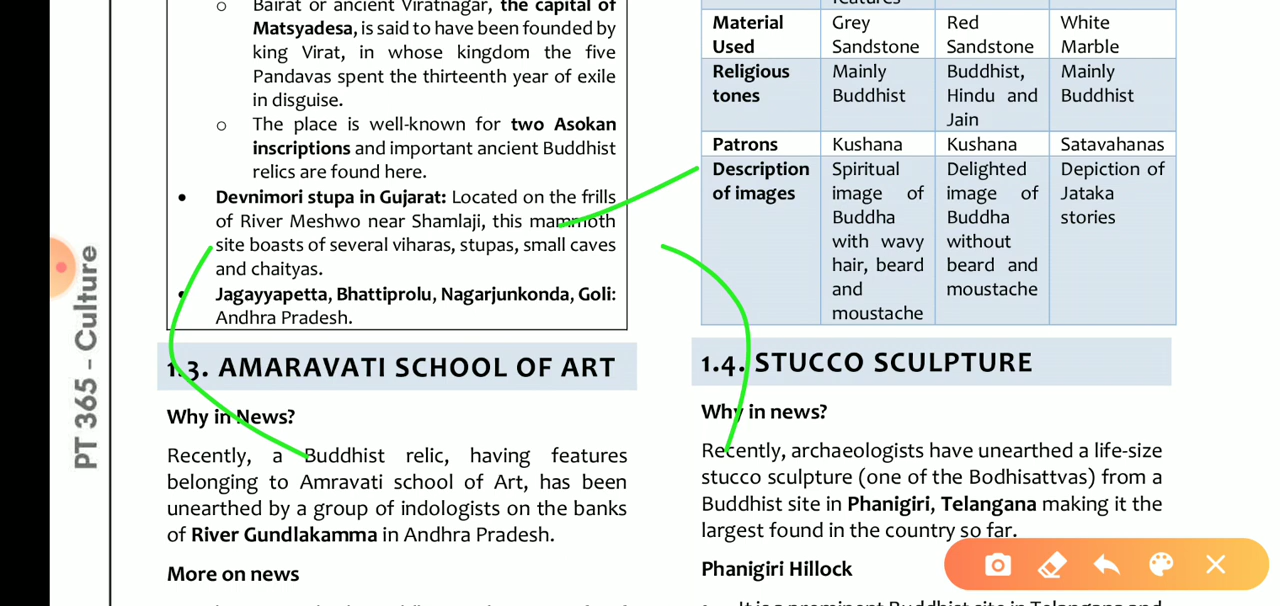 PT 365 – Culture
o Bairat or ancient Viratnagar, the capital of
Matsyadesa, is said to have been founded by
king Virat, in whose kingdom the five
Pandavas spent the thirteenth year of exile
in disguise.
o The place is well-known for two Asokan
inscriptions and important ancient Buddhist
relics are found here.
• Devnimori stupa in Gujarat: Located on the frills
of River Meshwo near Shamlaji, this mammoth
site boasts of several viharas, stupas, small caves
and chaityas.
• Jagayyapetta, Bhattiprolu, Nagarjunkonda, Goli:
Andhra Pradesh.
1.3. AMARAVATI SCHOOL OF ART
Why in News?
Recently, a Buddhist relic, having features
belonging to Amravati school of Art, has been
unearthed by a group of indologists on the banks
of River Gundlakamma in Andhra Pradesh.
More on news
features
Material Used | Grey Sandstone | Red Sandstone | White Marble
Religious tones | Mainly Buddhist | Buddhist, Hindu and Jain | Mainly Buddhist
Patrons | Kushana | Kushana | Satavahanas
Description of images | Spiritual image of Buddha with wavy hair, beard and moustache | Delighted image of Buddha without beard and moustache | Depiction of Jataka stories
1.4. STUCCO SCULPTURE
Why in news?
Recently, archaeologists have unearthed a life-size
stucco sculpture (one of the Bodhisattvas) from a
Buddhist site in Phanigiri, Telangana making it the
largest found in the country so far.
Phanigiri Hillock
It is a prominent Buddhist site in Telangana and